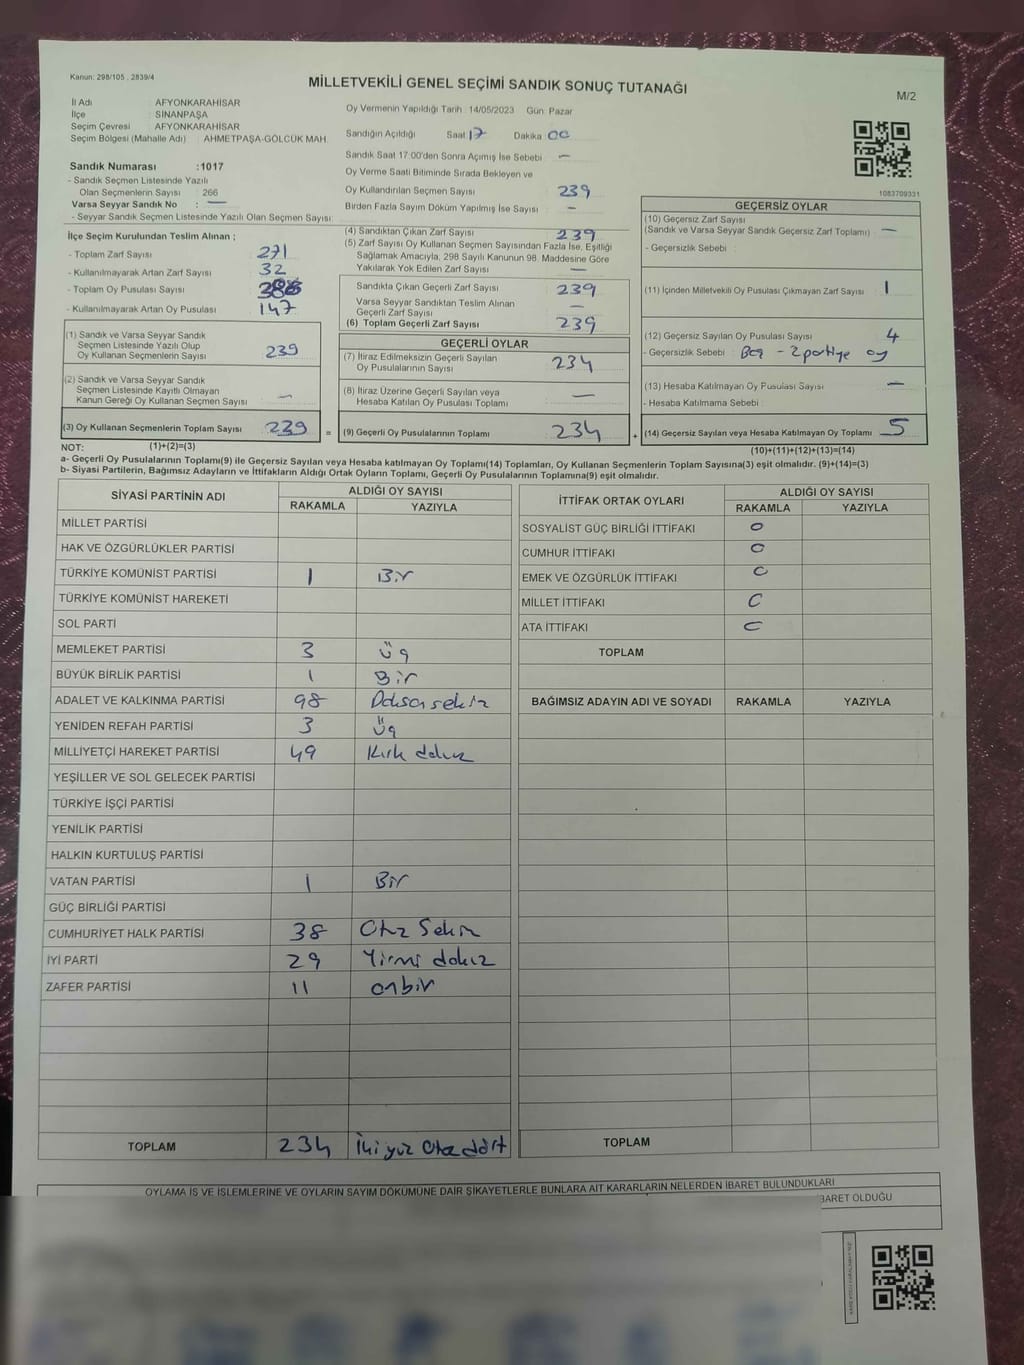 Kanun: 298/105 , 2839/4
MİLLETVEKİLİ GENEL SEÇİMİ SANDIK SONUÇ TUTANAĞI
M/2
İl Adı : AFYONKARAHİSAR
İlçe : SİNANPAŞA
Seçim Çevresi : AFYONKARAHİSAR
Seçim Bölgesi (Mahalle Adı) : AHMETPAŞA-GÖLCÜK MAH.
Sandık Numarası :1017
- Sandık Seçmen Listesinde Yazılı
Olan Seçmenlerin Sayısı : 266
Varsa Seyyar Sandık No : —
- Seyyar Sandık Seçmen Listesinde Yazılı Olan Seçmen Sayısı:
Oy Vermenin Yapıldığı Tarih : 14/05/2023 Gün: Pazar
Sandığın Açıldığı Saat 17 Dakika 00
Sandık Saat 17:00'den Sonra Açımış İse Sebebi : —
Oy Verme Saati Bitiminde Sırada Bekleyen ve
Oy Kullandırılan Seçmen Sayısı : 239
Birden Fazla Sayım Döküm Yapılmış İse Sayısı : —
1083709331
İlçe Seçim Kurulundan Teslim Alınan ;
- Toplam Zarf Sayısı : 271
- Kullanılmayarak Artan Zarf Sayısı : 32
- Toplam Oy Pusulası Sayısı :
- Kullanılmayarak Artan Oy Pusulası : 147
(1) Sandık ve Varsa Seyyar Sandık
Seçmen Listesinde Yazılı Olup
Oy Kullanan Seçmenlerin Sayısı : 239
(2) Sandık ve Varsa Seyyar Sandık
Seçmen Listesinde Kayıtlı Olmayan
Kanun Gereği Oy Kullanan Seçmen Sayısı : —
(3) Oy Kullanan Seçmenlerin Toplam Sayısı : 239
(4) Sandıktan Çıkan Zarf Sayısı : 239
(5) Zarf Sayısı Oy Kullanan Seçmen Sayısından Fazla İse, Eşitliği
Sağlamak Amacıyla, 298 Sayılı Kanunun 98. Maddesine Göre
Yakılarak Yok Edilen Zarf Sayısı : —
Sandıkta Çıkan Geçerli Zarf Sayısı : 239
Varsa Seyyar Sandıktan Teslim Alınan
Geçerli Zarf Sayısı : —
(6) Toplam Geçerli Zarf Sayısı : 239
GEÇERLİ OYLAR
(7) İtiraz Edilmeksizin Geçerli Sayılan
Oy Pusulalarının Sayısı : 234
(8) İtiraz Üzerine Geçerli Sayılan veya
Hesaba Katılan Oy Pusulası Toplamı : —
= (9) Geçerli Oy Pusulalarının Toplamı : 234
GEÇERSİZ OYLAR
(10) Geçersiz Zarf Sayısı
(Sandık ve Varsa Seyyar Sandık Geçersiz Zarf Toplamı) : —
- Geçersizlik Sebebi :
(11) İçinden Milletvekili Oy Pusulası Çıkmayan Zarf Sayısı : 1
(12) Geçersiz Sayılan Oy Pusulası Sayısı : 4
- Geçersizlik Sebebi : Boş - 2 partiye oy
(13) Hesaba Katılmayan Oy Pusulası Sayısı : —
- Hesaba Katılmama Sebebi :
+ (14) Geçersiz Sayılan veya Hesaba Katılmayan Oy Toplamı : 5
NOT: (1)+(2)=(3)
(10)+(11)+(12)+(13)=(14)
a- Geçerli Oy Pusulalarının Toplamı(9) ile Geçersiz Sayılan veya Hesaba katılmayan Oy Toplamı(14) Toplamları, Oy Kullanan Seçmenlerin Toplam Sayısına(3) eşit olmalıdır. (9)+(14)=(3)
b- Siyasi Partilerin, Bağımsız Adayların ve İttifakların Aldığı Ortak Oyların Toplamı, Geçerli Oy Pusulalarının Toplamına(9) eşit olmalıdır.
SİYASİ PARTİNİN ADI
ALDIĞI OY SAYISI
RAKAMLA YAZIYLA
MİLLET PARTİSİ
HAK VE ÖZGÜRLÜKLER PARTİSİ
TÜRKİYE KOMÜNİST PARTİSİ 1 Bir
TÜRKİYE KOMÜNİST HAREKETİ
SOL PARTİ
MEMLEKET PARTİSİ 3 Üç
BÜYÜK BİRLİK PARTİSİ 1 Bir
ADALET VE KALKINMA PARTİSİ 98 Doksan sekiz
YENİDEN REFAH PARTİSİ 3 Üç
MİLLİYETÇİ HAREKET PARTİSİ 49 Kırk dokuz
YEŞİLLER VE SOL GELECEK PARTİSİ
TÜRKİYE İŞÇİ PARTİSİ
YENİLİK PARTİSİ
HALKIN KURTULUŞ PARTİSİ
VATAN PARTİSİ 1 Bir
GÜÇ BİRLİĞİ PARTİSİ
CUMHURİYET HALK PARTİSİ 38 Otuz Sekiz
İYİ PARTİ 29 Yirmi dokuz
ZAFER PARTİSİ 11 onbir
TOPLAM 234 İki yüz Otuz dört
İTTİFAK ORTAK OYLARI
ALDIĞI OY SAYISI
RAKAMLA YAZIYLA
SOSYALİST GÜÇ BİRLİĞİ İTTİFAKI 0
CUMHUR İTTİFAKI 0
EMEK VE ÖZGÜRLÜK İTTİFAKI 0
MİLLET İTTİFAKI 0
ATA İTTİFAKI 0
TOPLAM
BAĞIMSIZ ADAYIN ADI VE SOYADI RAKAMLA YAZIYLA
TOPLAM
OYLAMA İŞ VE İŞLEMLERİNE VE OYLARIN SAYIM DÖKÜMÜNE DAİR ŞİKAYETLERLE BUNLARA AİT KARARLARIN NELERDEN İBARET BULUNDUKLARI
İBARET OLDUĞU